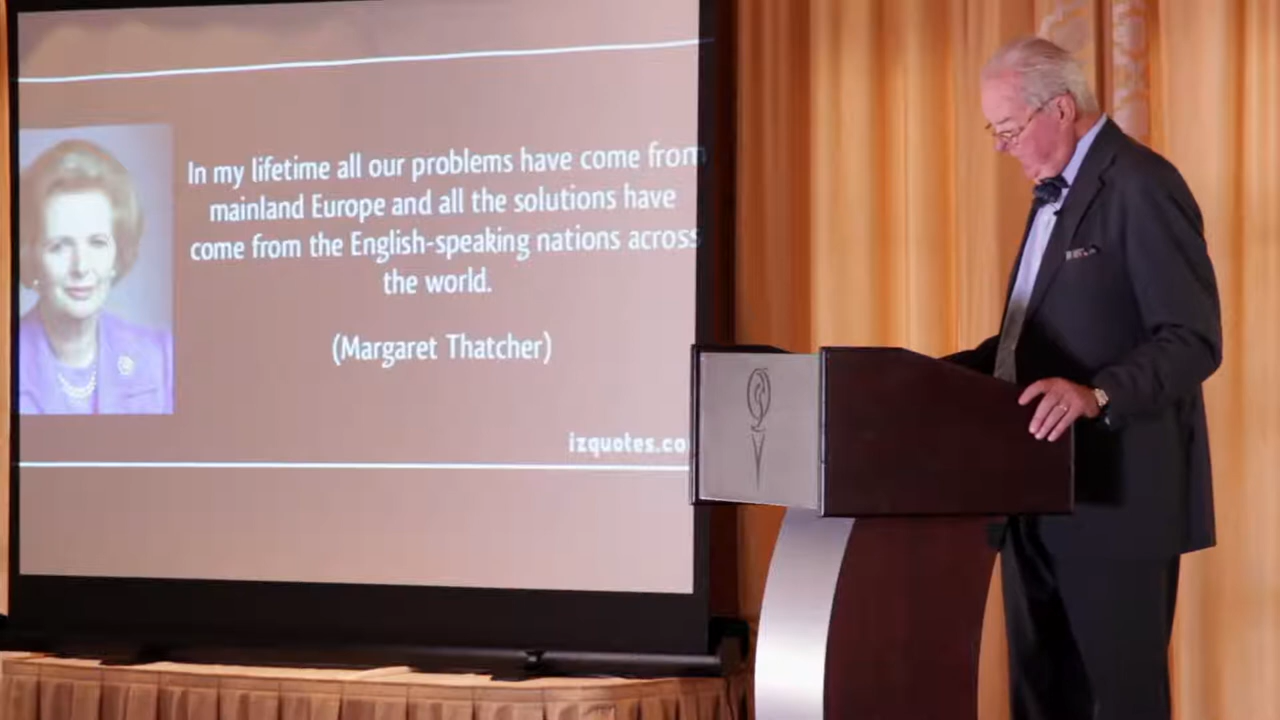 In my lifetime all our problems have come from
mainland Europe and all the solutions have
come from the English-speaking nations across
the world.
(Margaret Thatcher)
izquotes.co